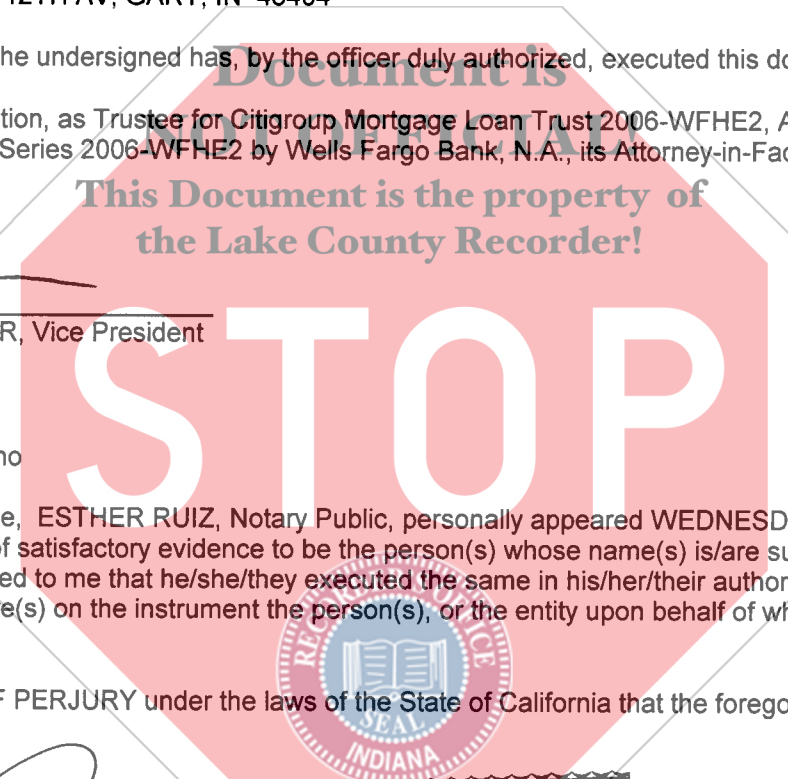 12TH AV, GARY, IN
Document is
he undersigned has, by the officer duly authorized, executed this do
tion, as Trustee for Citigroup Mortgage Loan Trust 2006-WFHE2, A
NOT OFFICIAL!
Series 2006-WFHE2 by Wells Fargo Bank, N.A., its Attorney-in-Fac
This Document is the property of
the Lake County Recorder!
R, Vice President
STOP
no
e, ESTHER RUIZ, Notary Public, personally appeared WEDNESD
f satisfactory evidence to be the person(s) whose name(s) is/are su
ed to me that he/she/they executed the same in his/her/their author
e(s) on the instrument the person(s), or the entity upon behalf of wh
F PERJURY under the laws of the State of California that the forego
SEAL
INDIANA